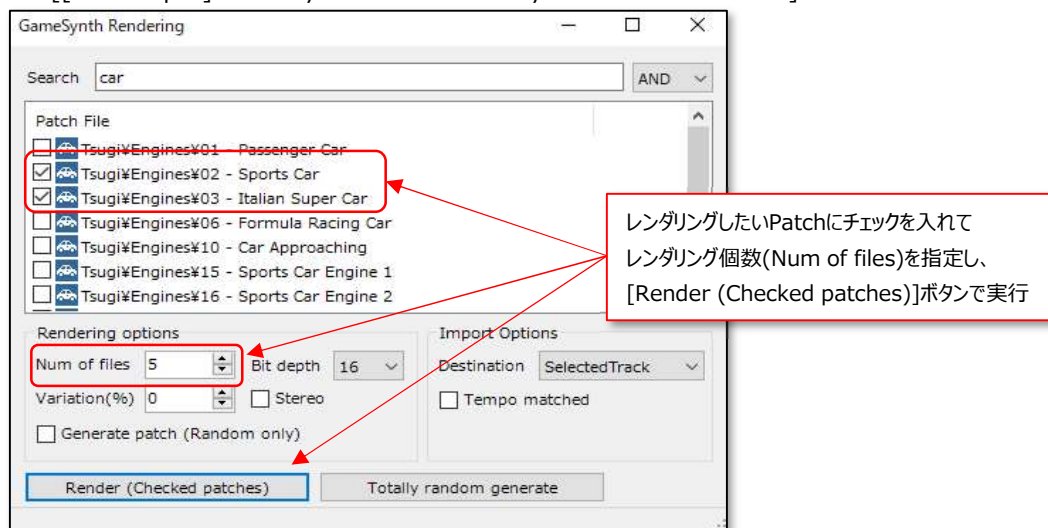 GameSynth Rendering
Search car AND
Patch File
Tsugi¥Engines¥01 - Passenger Car
Tsugi¥Engines¥02 - Sports Car
Tsugi¥Engines¥03 - Italian Super Car
Tsugi¥Engines¥06 - Formula Racing Car
Tsugi¥Engines¥10 - Car Approaching
Tsugi¥Engines¥15 - Sports Car Engine 1
Tsugi¥Engines¥16 - Sports Car Engine 2
レンダリングしたいPatchにチェックを入れて
レンダリング個数(Num of files)を指定し、
[Render (Checked patches)]ボタンで実行
Rendering options
Num of files 5 Bit depth 16
Variation(%) 0 Stereo
Generate patch (Random only)
Import Options
Destination SelectedTrack
Tempo matched
Render (Checked patches) Totally random generate